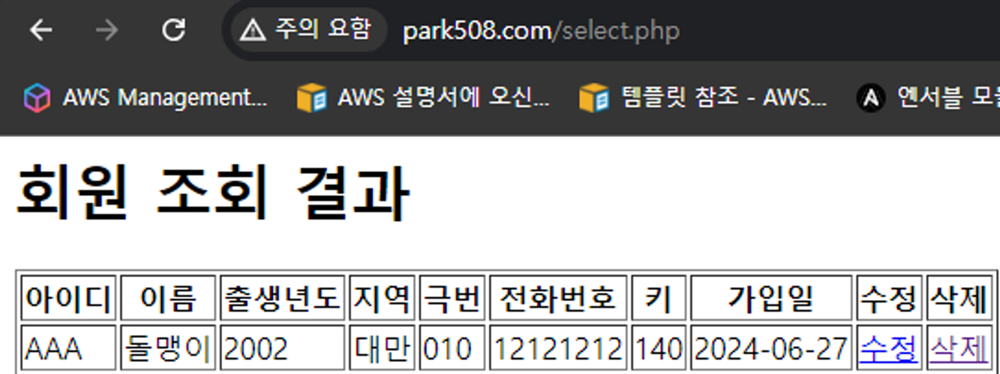 주의 요함 park508.com/select.php
AWS Management... AWS 설명서에 오신... 템플릿 참조 - AWS... 엔서블
회원 조회 결과
아이디 이름 출생년도 지역 극번 전화번호 키 가입일 수정 삭제
AAA 돌맹이 2002 대만 010 12121212 140 2024-06-27 수정 삭제